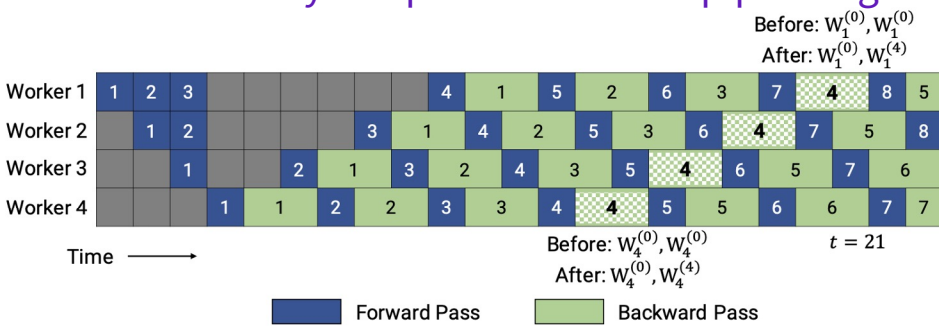 Before: W₁⁽⁰⁾, W₁⁽⁰⁾
After: W₁⁽⁰⁾, W₁⁽⁴⁾
Worker 1 1 2 3 4 1 5 2 6 3 7 4 8 5
Worker 2 1 2 3 1 4 2 5 3 6 4 7 5 8
Worker 3 1 2 1 3 2 4 3 5 4 6 5 7 6
Worker 4 1 1 2 2 3 3 4 4 5 5 6 6 7 7
Before: W₄⁽⁰⁾, W₄⁽⁰⁾
t = 21
Time
After: W₄⁽⁰⁾, W₄⁽⁴⁾
Forward Pass
Backward Pass